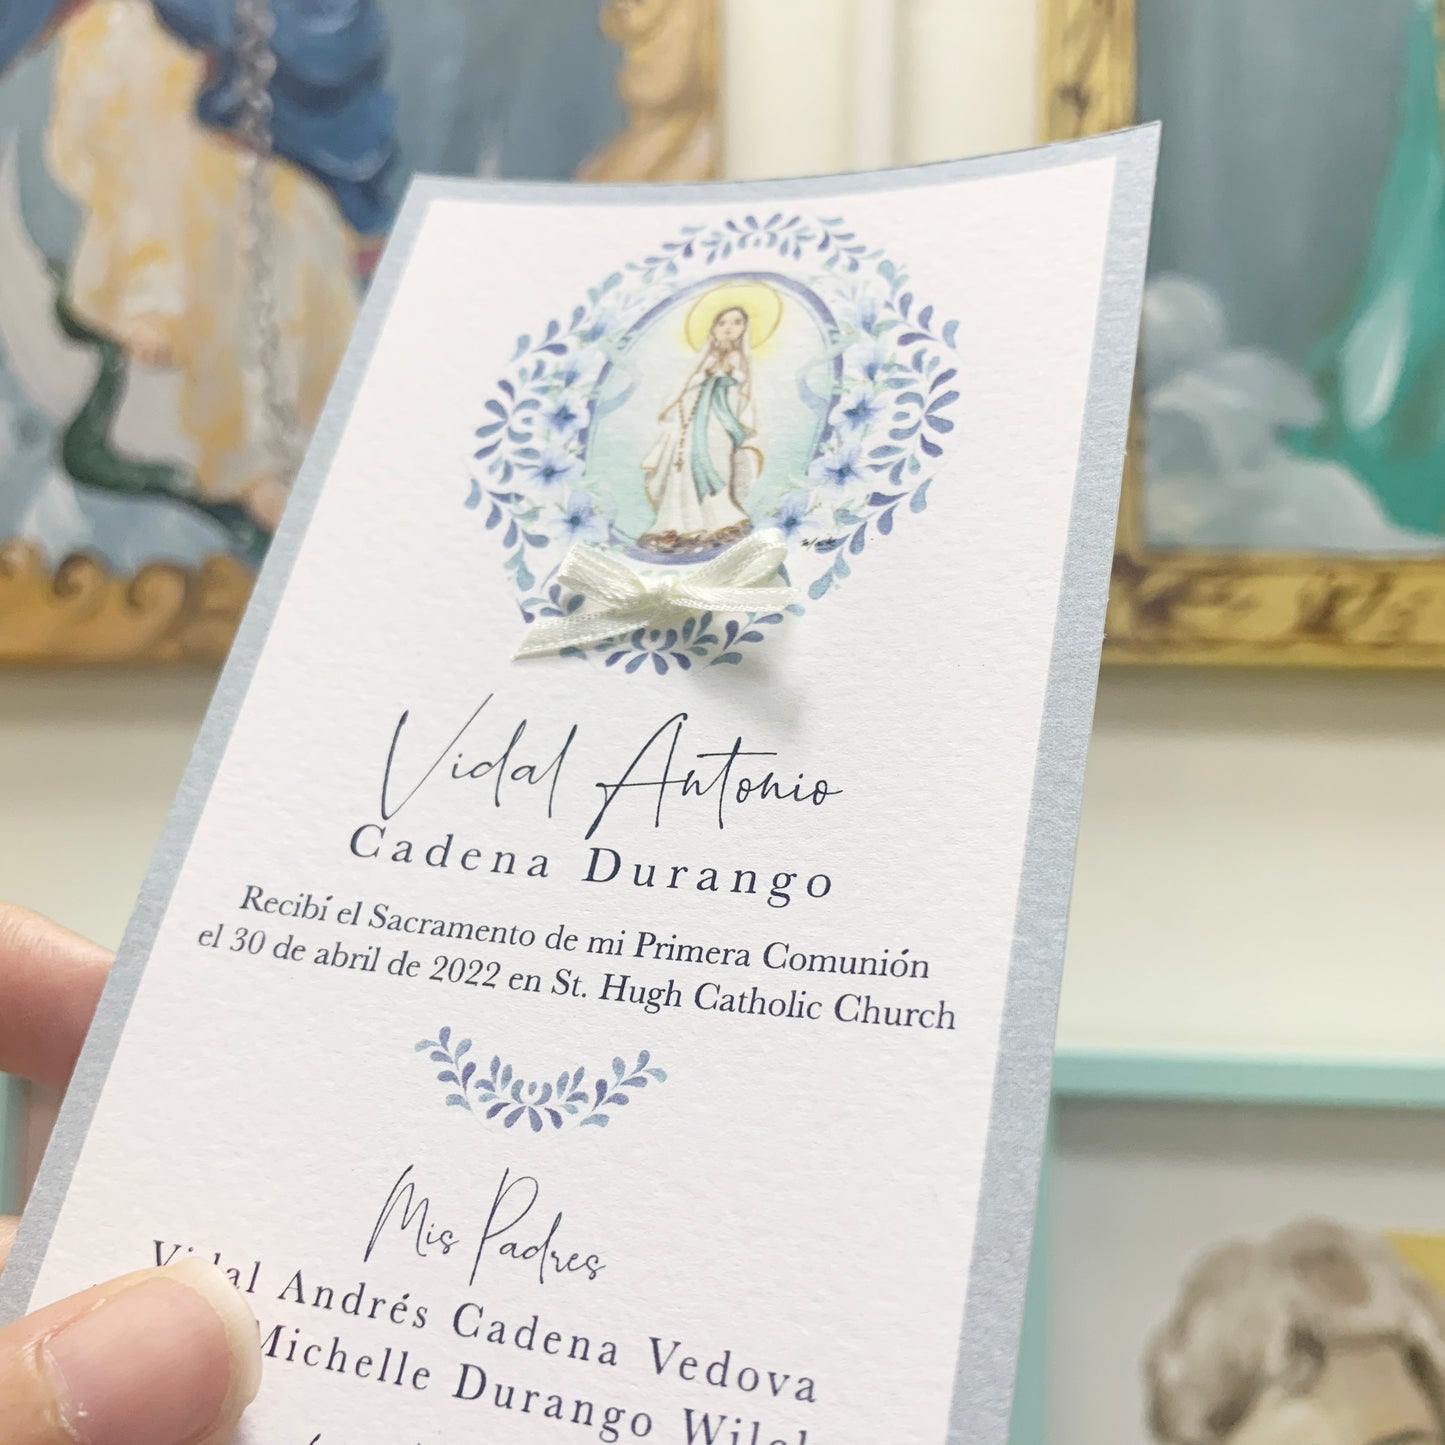 Vidal Antonio
Cadena Durango
Recibí el Sacramento de mi Primera Comunión
el 30 de abril de 2022 en St. Hugh Catholic Church
Mis Padres
Vidal Andrés Cadena Vedova
Michelle Durango